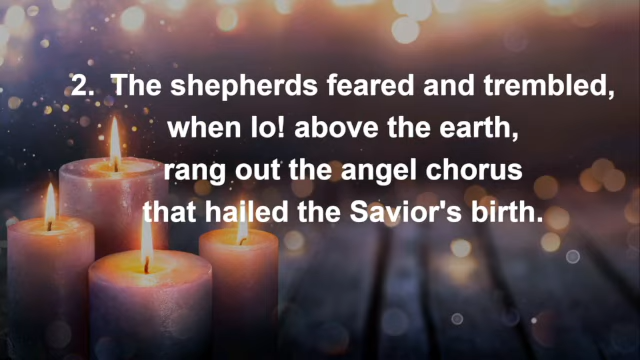 2. The shepherds feared and trembled,
when lo! above the earth,
rang out the angel chorus
that hailed the Savior's birth.